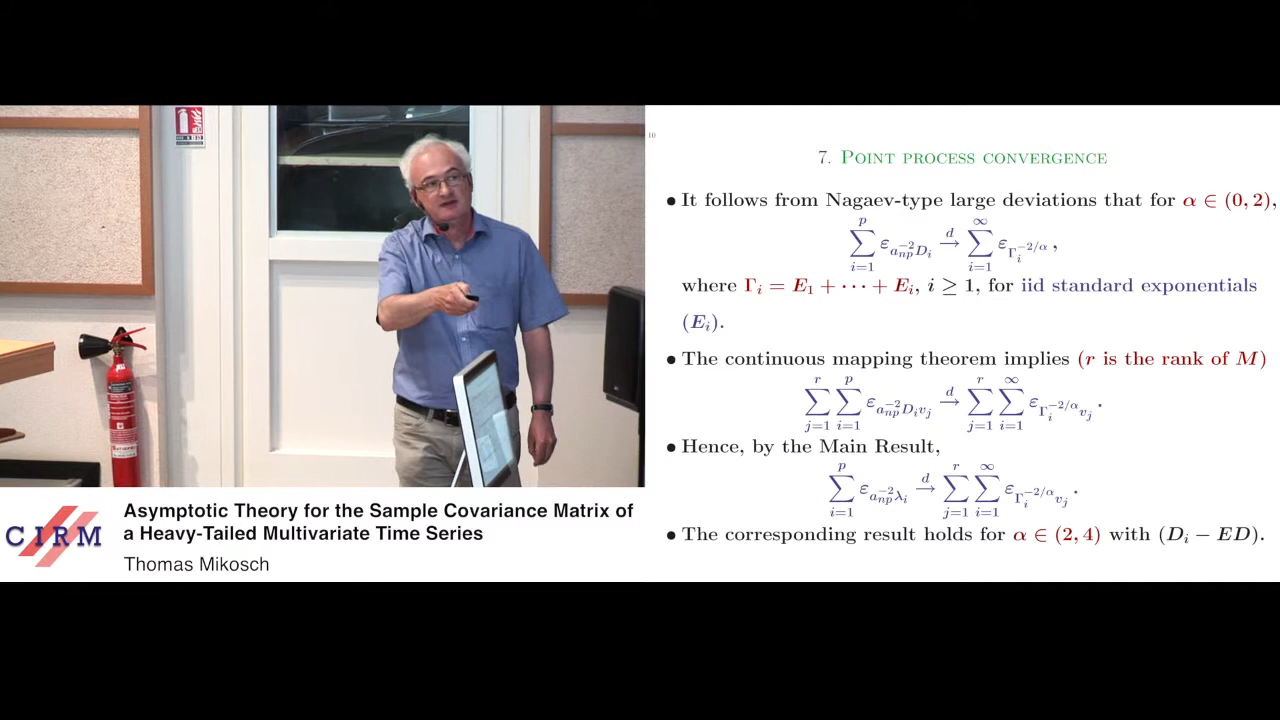 10
7. Point process convergence
• It follows from Nagaev-type large deviations that for α ∈ (0, 2),
∑_{i=1}^{p} ε_{a_{np}^{-2} D_i} →^d ∑_{i=1}^{∞} ε_{Γ_i^{-2/α}} ,
where Γ_i = E_1 + · · · + E_i, i ≥ 1, for iid standard exponentials
(E_i).
• The continuous mapping theorem implies (r is the rank of M)
∑_{j=1}^{r} ∑_{i=1}^{p} ε_{a_{np}^{-2} D_i v_j} →^d ∑_{j=1}^{r} ∑_{i=1}^{∞} ε_{Γ_i^{-2/α} v_j} .
• Hence, by the Main Result,
∑_{i=1}^{p} ε_{a_{np}^{-2} λ_i} →^d ∑_{j=1}^{r} ∑_{i=1}^{∞} ε_{Γ_i^{-2/α} v_j} .
• The corresponding result holds for α ∈ (2, 4) with (D_i − ED).
CIRM
Asymptotic Theory for the Sample Covariance Matrix of
a Heavy-Tailed Multivariate Time Series
Thomas Mikosch